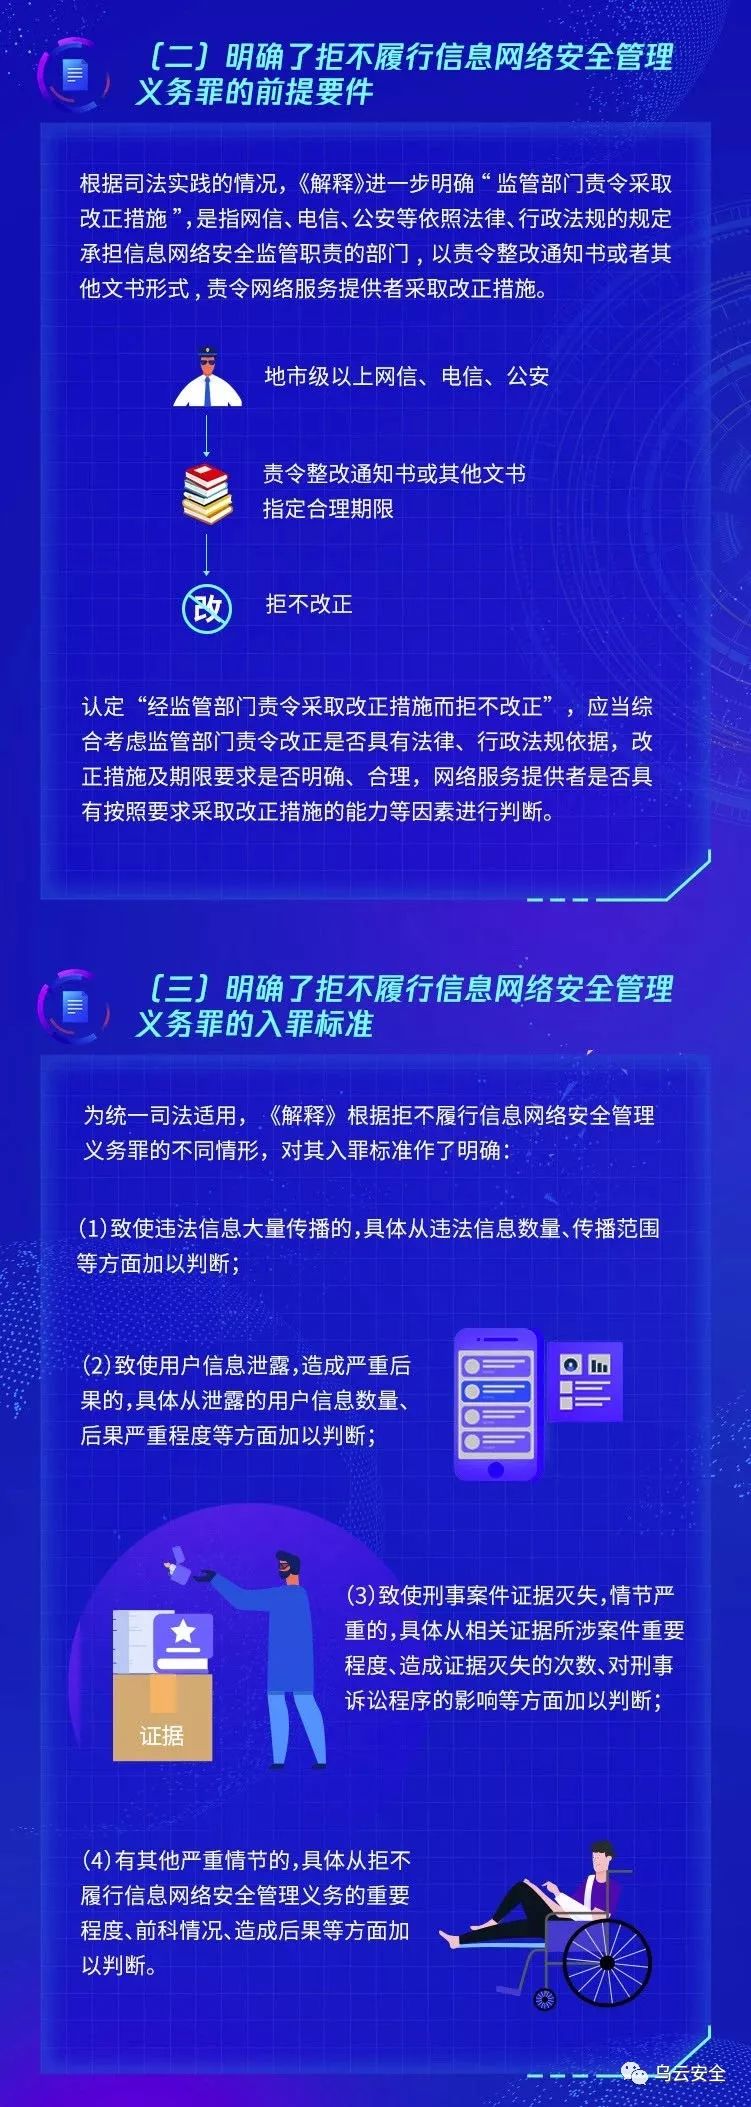 （二）明确了拒不履行信息网络安全管理
义务罪的前提要件
根据司法实践的情况，《解释》进一步明确“监管部门责令采取
改正措施”，是指网信、电信、公安等依照法律、行政法规的规定
承担信息网络安全监管职责的部门，以责令整改通知书或者其
他文书形式，责令网络服务提供者采取改正措施。
地市级以上网信、电信、公安
责令整改通知书或其他文书
指定合理期限
改
拒不改正
认定“经监管部门责令采取改正措施而拒不改正”，应当综
合考虑监管部门责令改正是否具有法律、行政法规依据，改
正措施及期限要求是否明确、合理，网络服务提供者是否具
有按照要求采取改正措施的能力等因素进行判断。
（三）明确了拒不履行信息网络安全管理
义务罪的入罪标准
为统一司法适用，《解释》根据拒不履行信息网络安全管理
义务罪的不同情形，对其入罪标准作了明确：
（1）致使违法信息大量传播的，具体从违法信息数量、传播范围
等方面加以判断；
（2）致使用户信息泄露，造成严重后
果的，具体从泄露的用户信息数量、
后果严重程度等方面加以判断；
（3）致使刑事案件证据灭失，情节严
重的，具体从相关证据所涉案件重要
程度、造成证据灭失的次数、对刑事
诉讼程序的影响等方面加以判断；
证据
（4）有其他严重情节的，具体从拒不
履行信息网络安全管理义务的重要
程度、前科情况、造成后果等方面加
以判断。
乌云安全